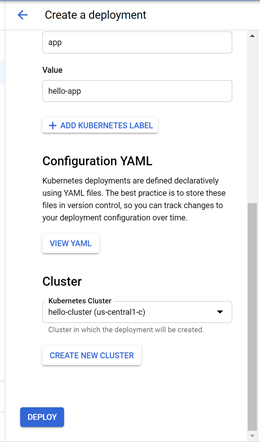 Create a deployment
app
Value
hello-app
ADD KUBERNETES LABEL
Configuration YAML
Kubernetes deployments are defined declaratively
using YAML files. The best practice is to store these
files in version control, so you can track changes to
your deployment configuration over time.
VIEW YAML
Cluster
Kubernetes Cluster
hello-cluster (us-central1-c)
Cluster in which the deployment will be created.
CREATE NEW CLUSTER
DEPLOY